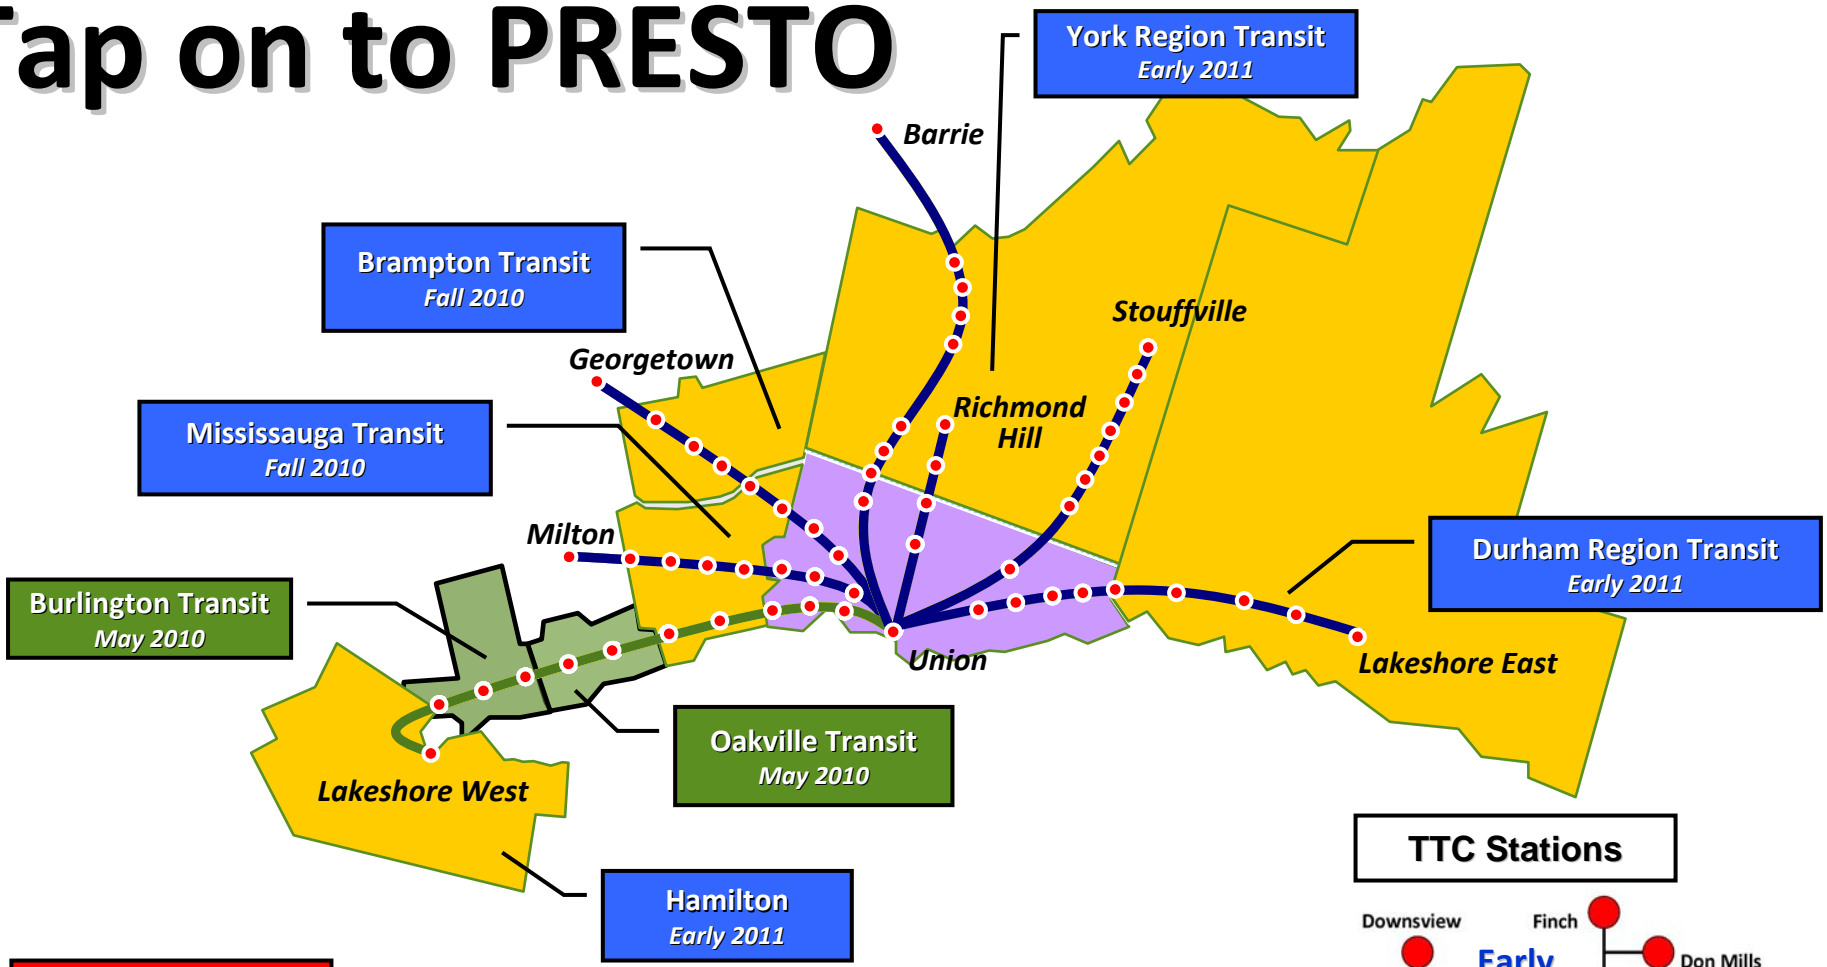 Tap on to PRESTO
York Region Transit
Early 2011
Barrie
Brampton Transit
Fall 2010
Stouffville
Georgetown
Richmond
Hill
Mississauga Transit
Fall 2010
Milton
Durham Region Transit
Early 2011
Burlington Transit
May 2010
Union
Lakeshore East
Oakville Transit
May 2010
Lakeshore West
TTC Stations
Hamilton
Early 2011
Downsview
Finch
Early
Don Mills